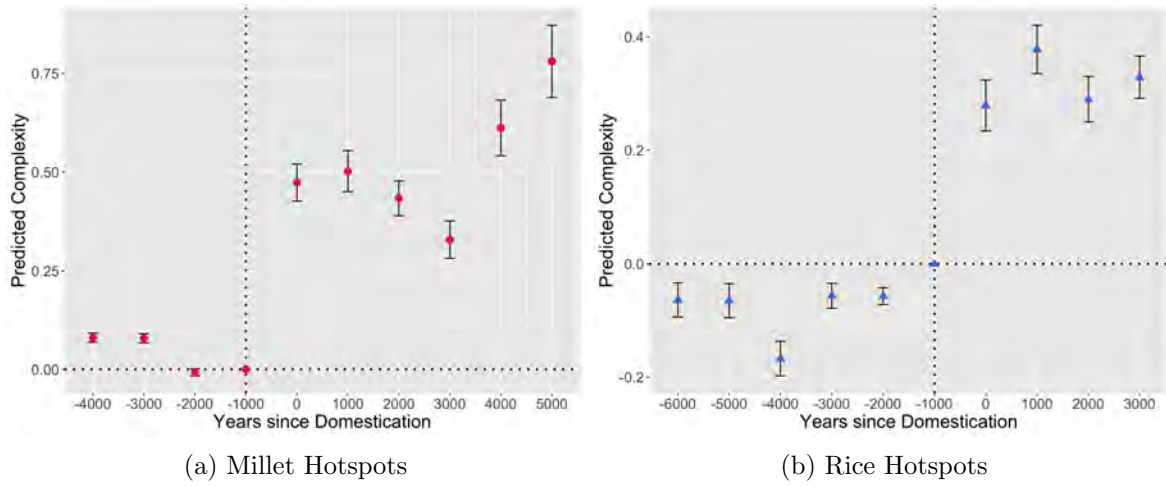 0.75
0.50
0.25
0.00
Predicted Complexity
-4000 -3000 -2000 -1000 0 1000 2000 3000 4000 5000
Years since Domestication
(a) Millet Hotspots
0.4
0.2
0.0
-0.2
Predicted Complexity
-6000 -5000 -4000 -3000 -2000 -1000 0 1000 2000 3000
Years since Domestication
(b) Rice Hotspots